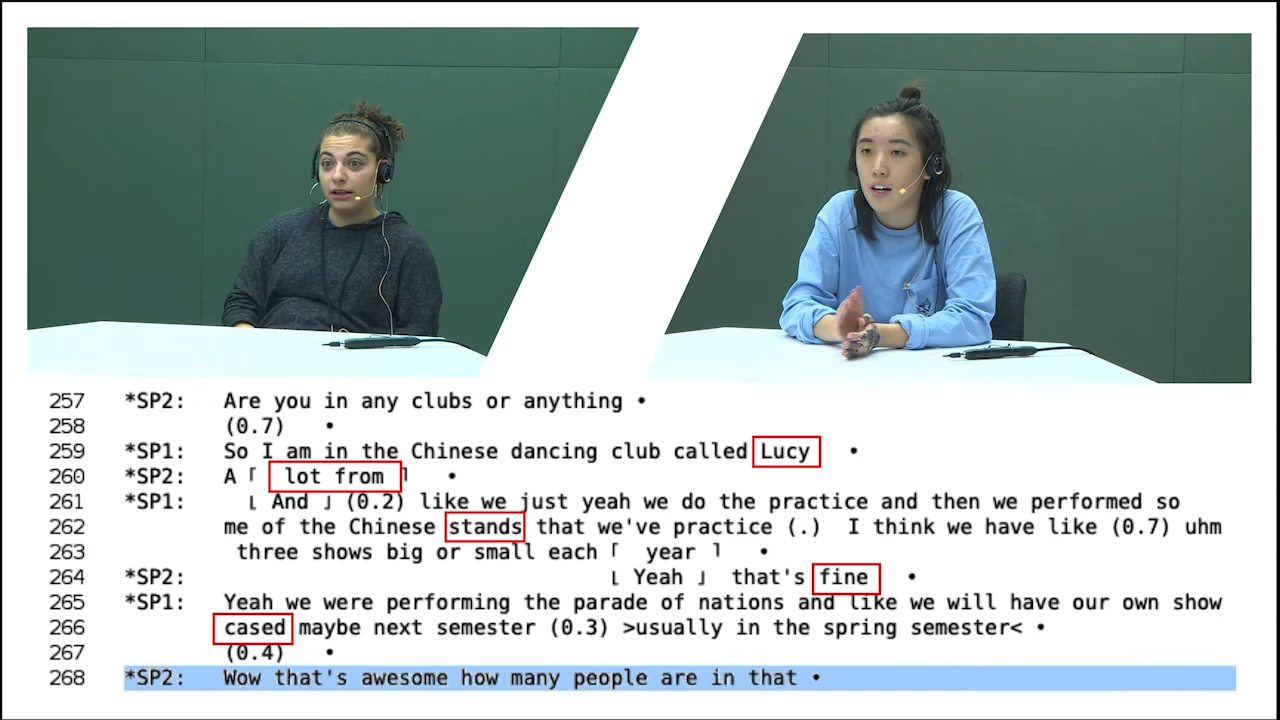 257 *SP2: Are you in any clubs or anything •
258 (0.7) •
259 *SP1: So I am in the Chinese dancing club called Lucy •
260 *SP2: A ⌈ lot from ⌉ •
261 *SP1: ⌊ And ⌋ (0.2) like we just yeah we do the practice and then we performed so
262 me of the Chinese stands that we've practice (.) I think we have like (0.7) uhm
263 three shows big or small each ⌈ year ⌉ •
264 *SP2: ⌊ Yeah ⌋ that's fine •
265 *SP1: Yeah we were performing the parade of nations and like we will have our own show
266 cased maybe next semester (0.3) >usually in the spring semester< •
267 (0.4) •
268 *SP2: Wow that's awesome how many people are in that •